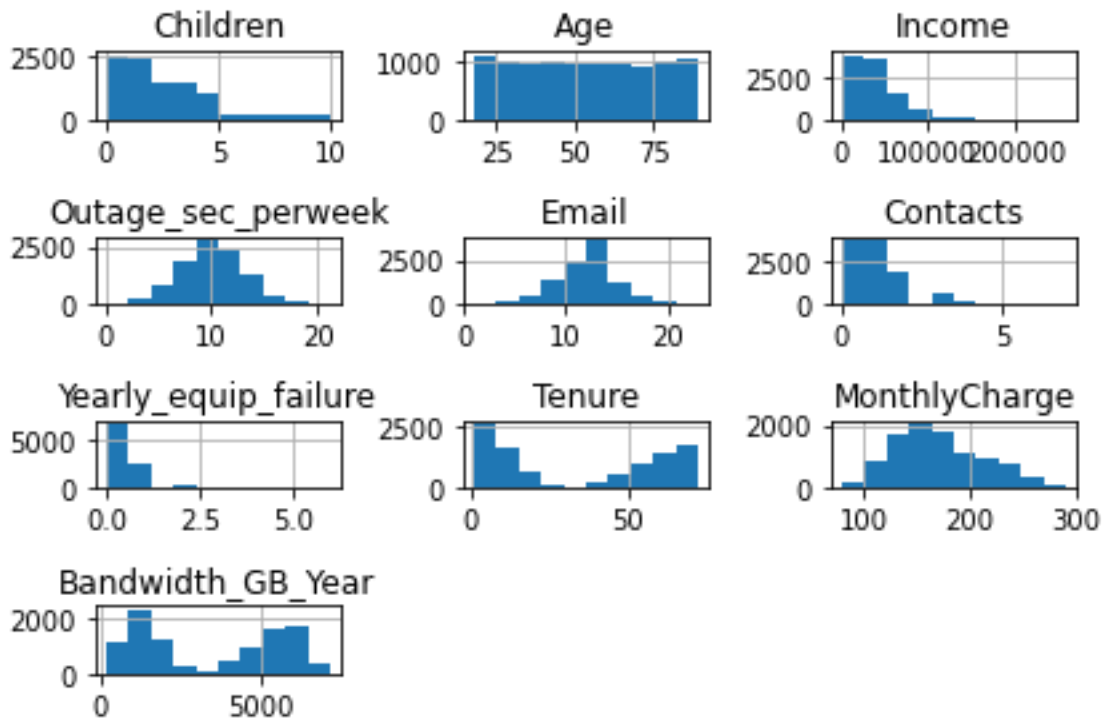 Children Age Income
2500 1000 2500
0 0 0
0 5 10 25 50 75 0 100000 200000
Outage_sec_perweek Email Contacts
2500 2500 2500
0 0 0
0 10 20 0 10 20 0 5
Yearly_equip_failure Tenure MonthlyCharge
5000 2500 2000
0 0 0
0.0 2.5 5.0 0 50 100 200 300
Bandwidth_GB_Year
2000
0
0 5000